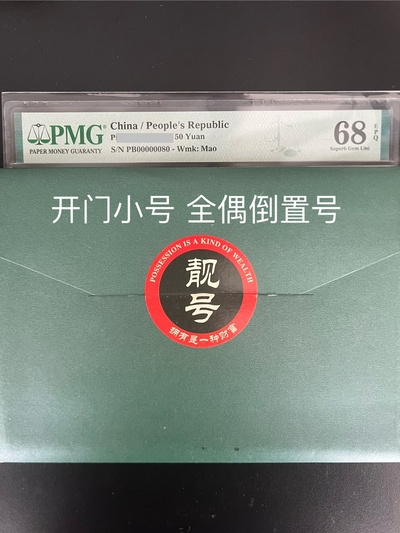 PMG
PAPER MONEY GUARANTY
China / People's Republic
P 50 Yuan
S/N PB00000080 - Wmk: Mao
68 EPQ
Superb Gem Unc
开门小号 全偶倒置号
POSSESSION IS A KIND OF WEALTH
靓号
拥有是一种财富